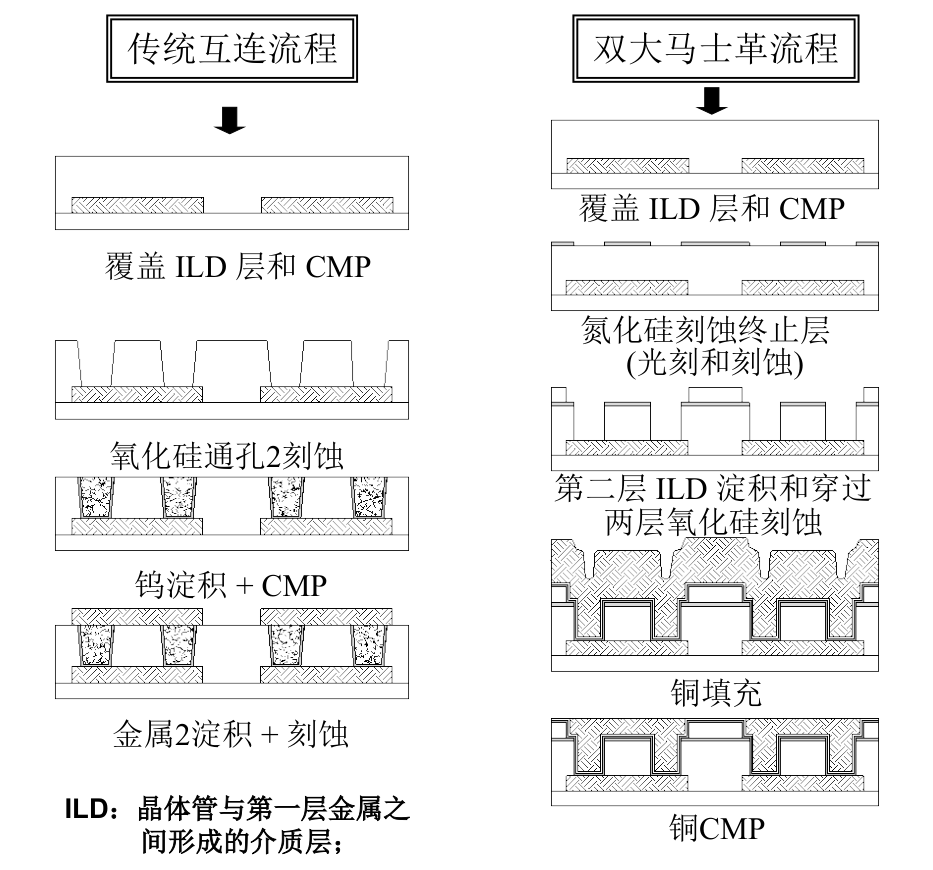 传统互连流程
覆盖 ILD 层和 CMP
氧化硅通孔2刻蚀
钨淀积 + CMP
金属2淀积 + 刻蚀
ILD：晶体管与第一层金属之
间形成的介质层；
双大马士革流程
覆盖 ILD 层和 CMP
氮化硅刻蚀终止层
(光刻和刻蚀)
第二层 ILD 淀积和穿过
两层氧化硅刻蚀
铜填充
铜CMP